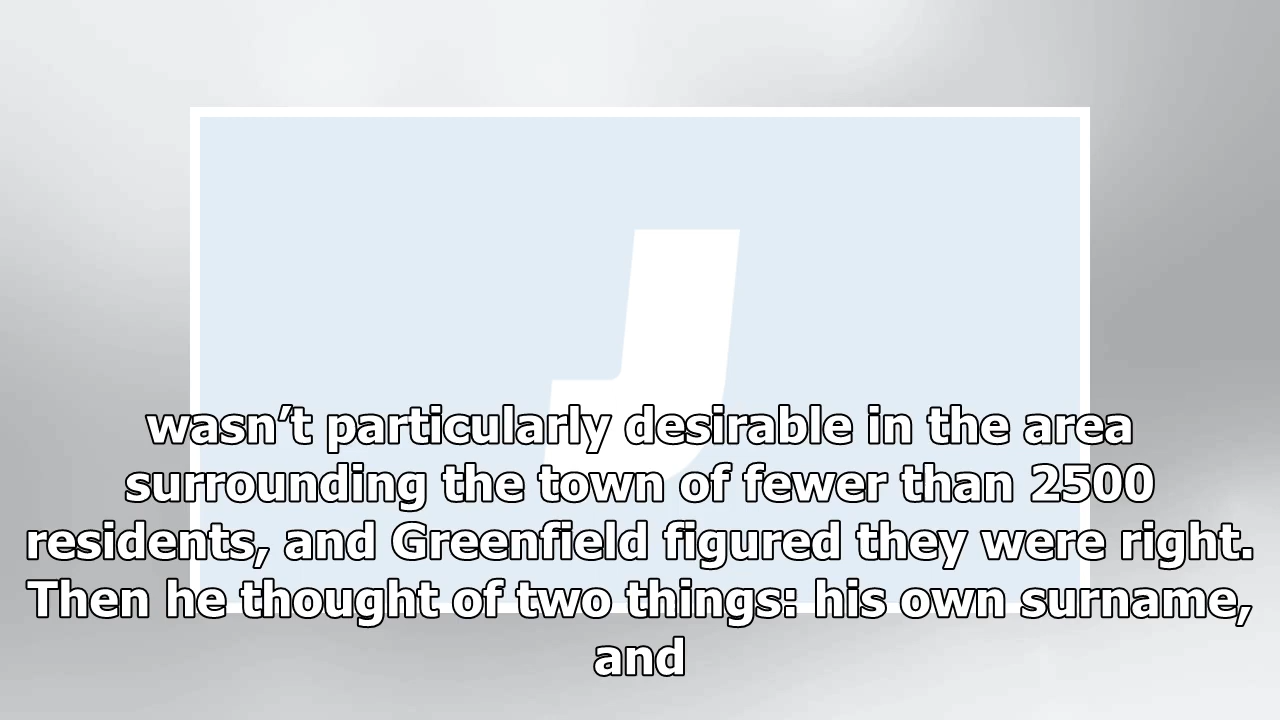 wasn’t particularly desirable in the area
surrounding the town of fewer than 2500
residents, and Greenfield figured they were right.
Then he thought of two things: his own surname,
and